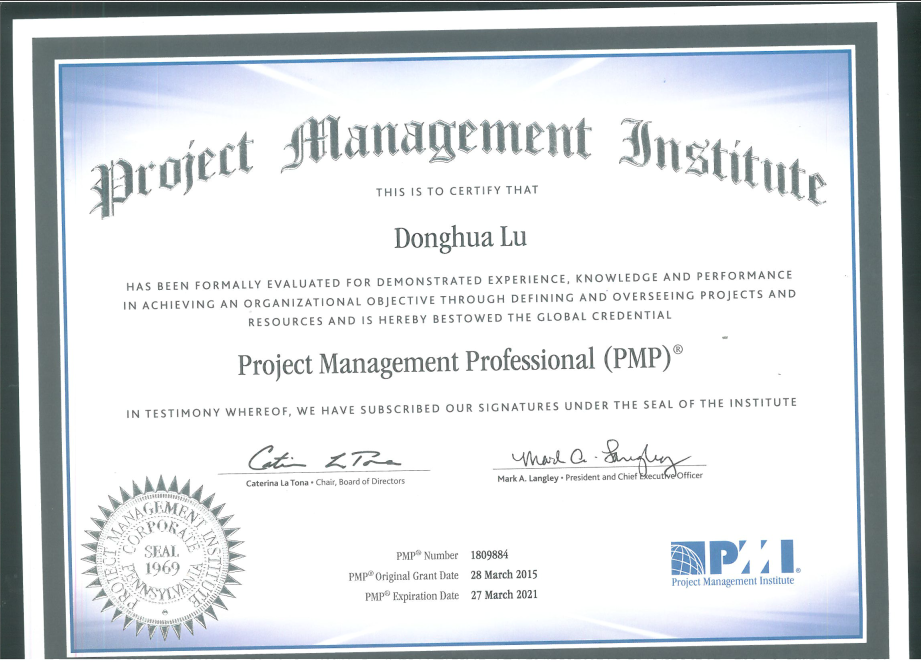 Project Management Institute
THIS IS TO CERTIFY THAT
Donghua Lu
HAS BEEN FORMALLY EVALUATED FOR DEMONSTRATED EXPERIENCE, KNOWLEDGE AND PERFORMANCE
IN ACHIEVING AN ORGANIZATIONAL OBJECTIVE THROUGH DEFINING AND OVERSEEING PROJECTS AND
RESOURCES AND IS HEREBY BESTOWED THE GLOBAL CREDENTIAL
Project Management Professional (PMP)®
IN TESTIMONY WHEREOF, WE HAVE SUBSCRIBED OUR SIGNATURES UNDER THE SEAL OF THE INSTITUTE
Caterina La Tona • Chair, Board of Directors
Mark A. Langley • President and Chief Executive Officer
PROJECT MANAGEMENT INSTITUTE
CORPORATE
SEAL
1969
PENNSYLVANIA
PMP® Number 1809884
PMP® Original Grant Date 28 March 2015
PMP® Expiration Date 27 March 2021
PMI®
Project Management Institute